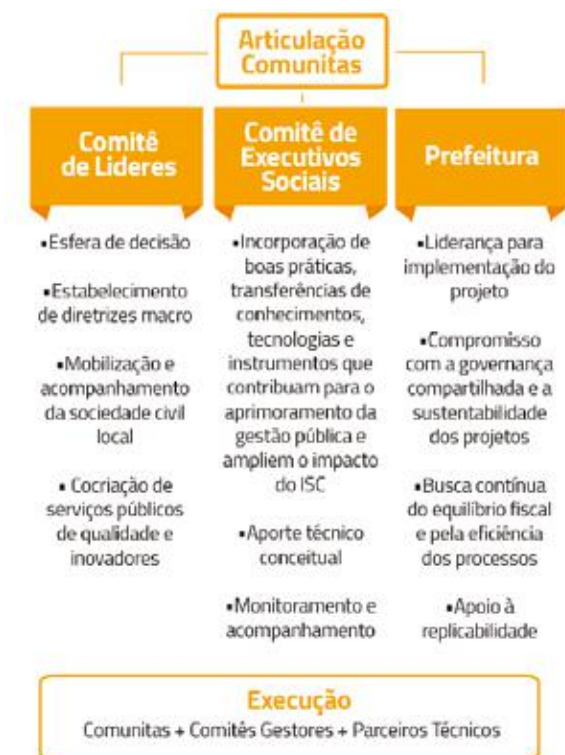 Articulação
Comunitas
Comitê
de Lideres
▪Esfera de decisão
▪Estabelecimento
de diretrizes macro
▪Mobilização e
acompanhamento
da sociedade civil
local
▪ Cocriação de
serviços públicos
de qualidade e
inovadores
Comitê de
Executivos
Sociais
▪Incorporação de
boas práticas,
transferências de
conhecimentos,
tecnologias e
instrumentos que
contribuam para o
aprimoramento da
gestão pública e
ampliem o impacto
do ISC
▪Aporte técnico
conceitual
▪Monitoramento e
acompanhamento
Prefeitura
▪Liderança para
implementação do
projeto
▪Compromisso
com a governança
compartilhada e a
sustentabilidade
dos projetos
▪Busca contínua
do equilíbrio fiscal
e pela eficiência
dos processos
▪Apoio à
replicabilidade
Execução
Comunitas + Comitês Gestores + Parceiros Técnicos